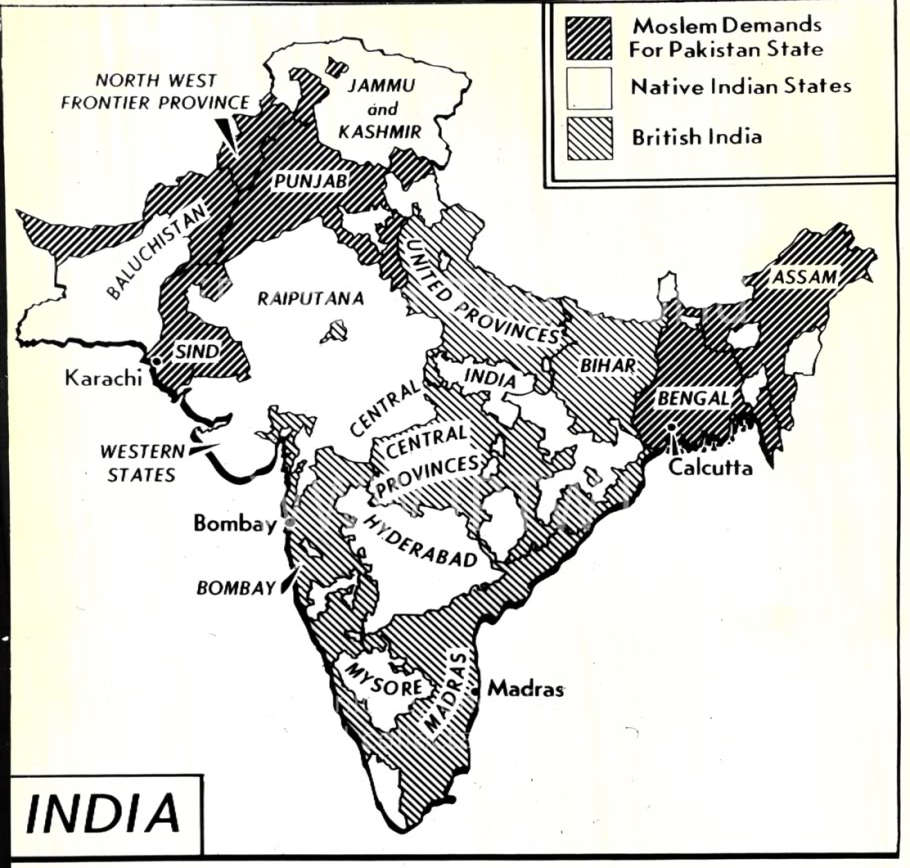 Moslem Demands
For Pakistan State
Native Indian States
British India
NORTH WEST
FRONTIER PROVINCE
JAMMU
and
KASHMIR
PUNJAB
BALUCHISTAN
UNITED PROVINCES
ASSAM
RAIPUTANA
SIND
Karachi
BIHAR
INDIA
CENTRAL
BENGAL
CENTRAL
PROVINCES
WESTERN
STATES
Calcutta
Bombay
HYDERABAD
BOMBAY
MYSORE
MADRAS
Madras
INDIA